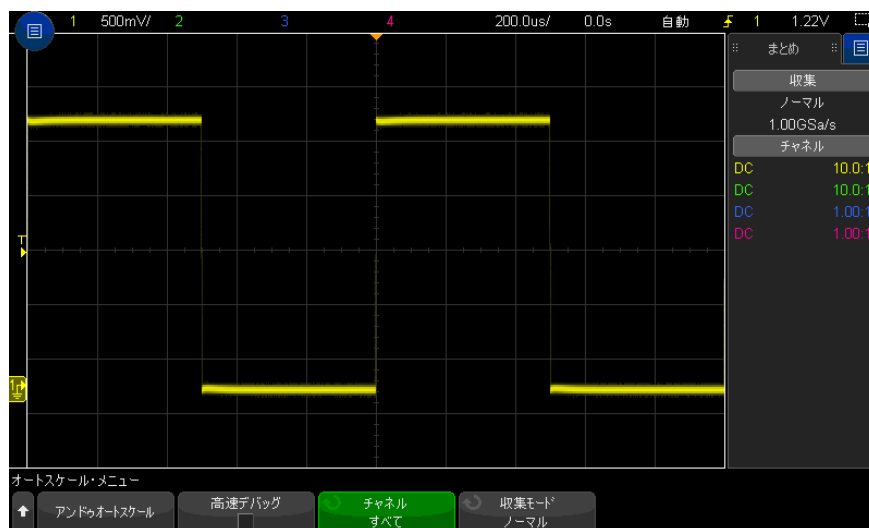 1 500mV/ 2 3 4 200.0us/ 0.0s 自動 1 1.22V
まとめ
収集
ノーマル
1.00GSa/s
チャネル
DC 10.0:1
DC 10.0:1
DC 1.00:1
DC 1.00:1
T
1
オートスケール・メニュー
アンドゥオートスケール
高速デバッグ
チャネル
すべて
収集モード
ノーマル